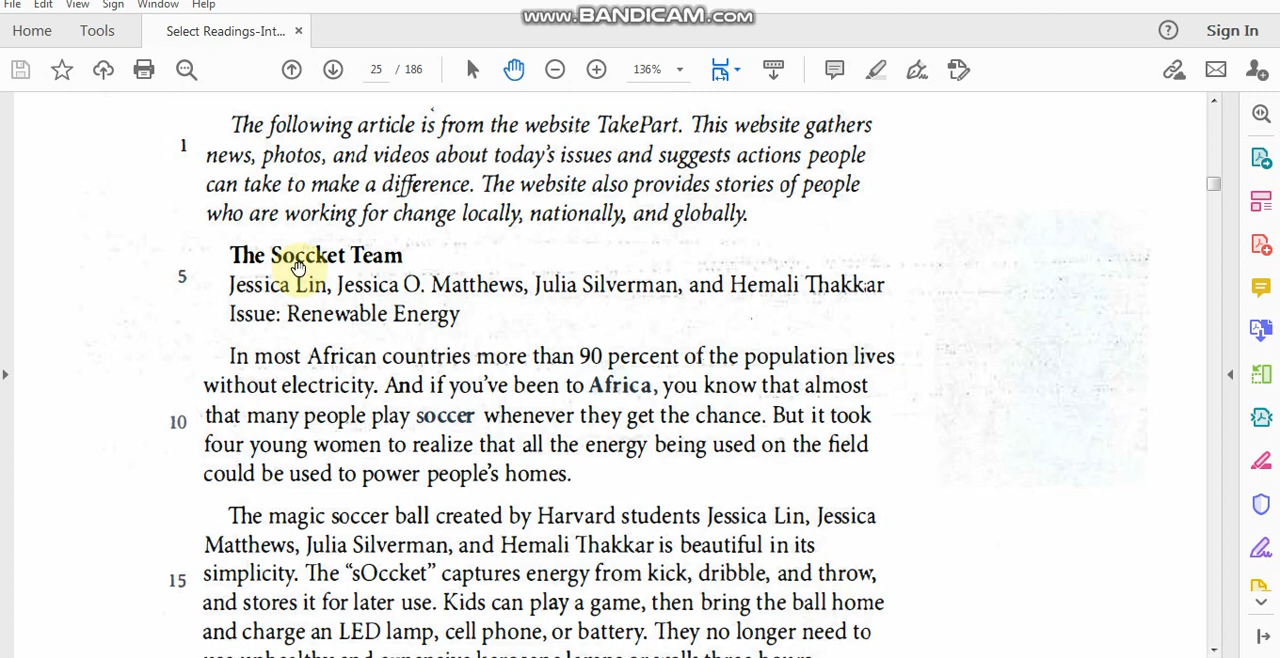 File Edit View Sign Window Help
www.BANDICAM.com
Home Tools Select Readings-Int... × ? Sign In
25 / 186 136%
The following article is from the website TakePart. This website gathers
1
news, photos, and videos about today's issues and suggests actions people
can take to make a difference. The website also provides stories of people
who are working for change locally, nationally, and globally.
The Soccket Team
5
Jessica Lin, Jessica O. Matthews, Julia Silverman, and Hemali Thakkar
Issue: Renewable Energy
In most African countries more than 90 percent of the population lives
without electricity. And if you've been to Africa, you know that almost
10 that many people play soccer whenever they get the chance. But it took
four young women to realize that all the energy being used on the field
could be used to power people's homes.
The magic soccer ball created by Harvard students Jessica Lin, Jessica
Matthews, Julia Silverman, and Hemali Thakkar is beautiful in its
15 simplicity. The “sOccket” captures energy from kick, dribble, and throw,
and stores it for later use. Kids can play a game, then bring the ball home
and charge an LED lamp, cell phone, or battery. They no longer need to